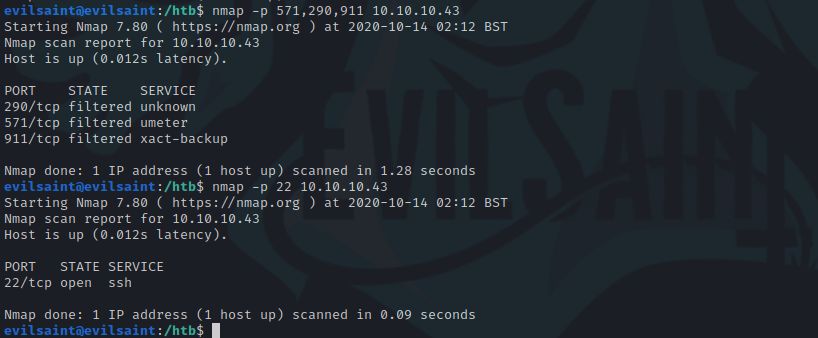 evilsaint@evilsaint:/htb$ nmap -p 571,290,911 10.10.10.43
Starting Nmap 7.80 ( https://nmap.org ) at 2020-10-14 02:12 BST
Nmap scan report for 10.10.10.43
Host is up (0.012s latency).

PORT    STATE    SERVICE
290/tcp filtered unknown
571/tcp filtered umeter
911/tcp filtered xact-backup

Nmap done: 1 IP address (1 host up) scanned in 1.28 seconds
evilsaint@evilsaint:/htb$ nmap -p 22 10.10.10.43
Starting Nmap 7.80 ( https://nmap.org ) at 2020-10-14 02:12 BST
Nmap scan report for 10.10.10.43
Host is up (0.012s latency).

PORT   STATE SERVICE
22/tcp open  ssh

Nmap done: 1 IP address (1 host up) scanned in 0.09 seconds
evilsaint@evilsaint:/htb$
EVILSAINT